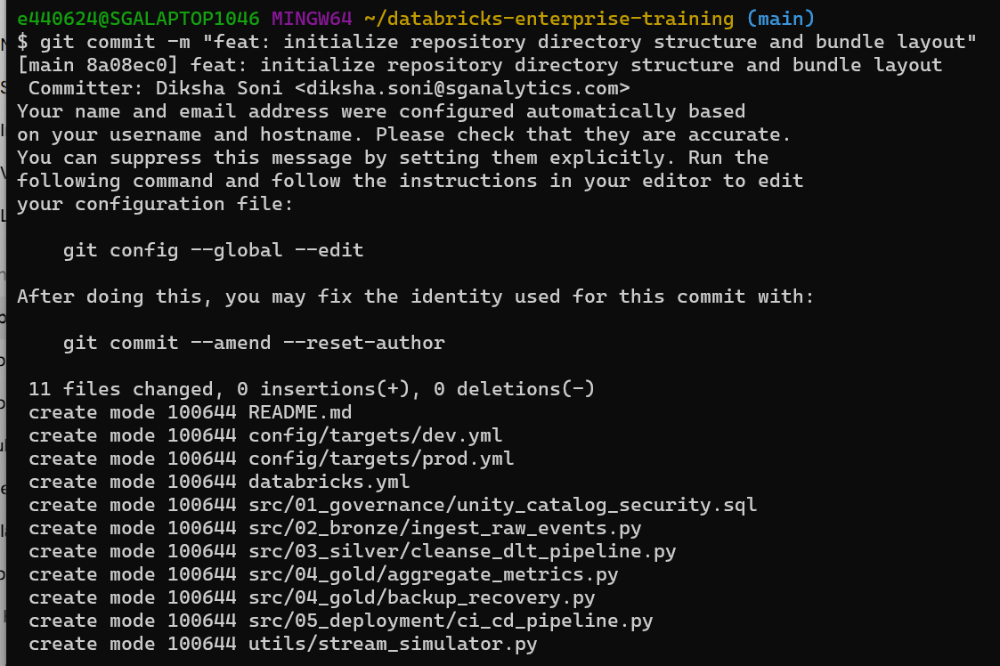 e440624@SGALAPTOP1046 MINGW64 ~/databricks-enterprise-training (main)
$ git commit -m "feat: initialize repository directory structure and bundle layout"
[main 8a08ec0] feat: initialize repository directory structure and bundle layout
 Committer: Diksha Soni <diksha.soni@sganalytics.com>
Your name and email address were configured automatically based
on your username and hostname. Please check that they are accurate.
You can suppress this message by setting them explicitly. Run the
following command and follow the instructions in your editor to edit
your configuration file:

    git config --global --edit

After doing this, you may fix the identity used for this commit with:

    git commit --amend --reset-author

 11 files changed, 0 insertions(+), 0 deletions(-)
 create mode 100644 README.md
 create mode 100644 config/targets/dev.yml
 create mode 100644 config/targets/prod.yml
 create mode 100644 databricks.yml
 create mode 100644 src/01_governance/unity_catalog_security.sql
 create mode 100644 src/02_bronze/ingest_raw_events.py
 create mode 100644 src/03_silver/cleanse_dlt_pipeline.py
 create mode 100644 src/04_gold/aggregate_metrics.py
 create mode 100644 src/04_gold/backup_recovery.py
 create mode 100644 src/05_deployment/ci_cd_pipeline.py
 create mode 100644 utils/stream_simulator.py